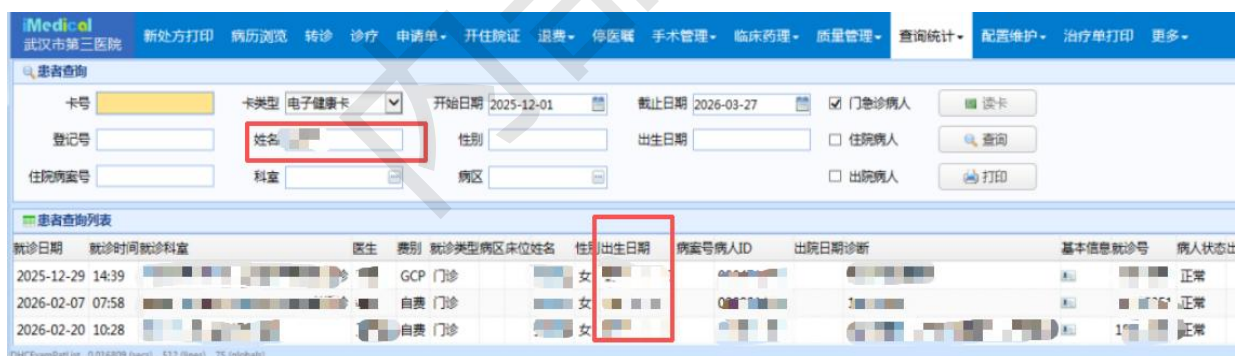 iMedical
武汉市第三医院
新处方打印 病历浏览 转诊 诊疗 申请单 开住院证 退费 停医嘱 手术管理 临床药理 质量管理 查询统计 配置维护 治疗单打印 更多
患者查询
卡号 卡类型 电子健康卡 开始日期 2025-12-01 截止日期 2026-03-27 门急诊病人 读卡
登记号 姓名 性别 出生日期 住院病人 查询
住院病案号 科室 病区 出院病人 打印
患者查询列表
就诊日期 就诊时间 就诊科室 医生 费别 就诊类型 病区 床位 姓名 性别 出生日期 病案号 病人ID 出院日期 诊断 基本信息 就诊号 病人状态 出
2025-12-29 14:39 GCP 门诊 女 正常
2026-02-07 07:58 自费 门诊 女 正常
2026-02-20 10:28 自费 门诊 女 正常